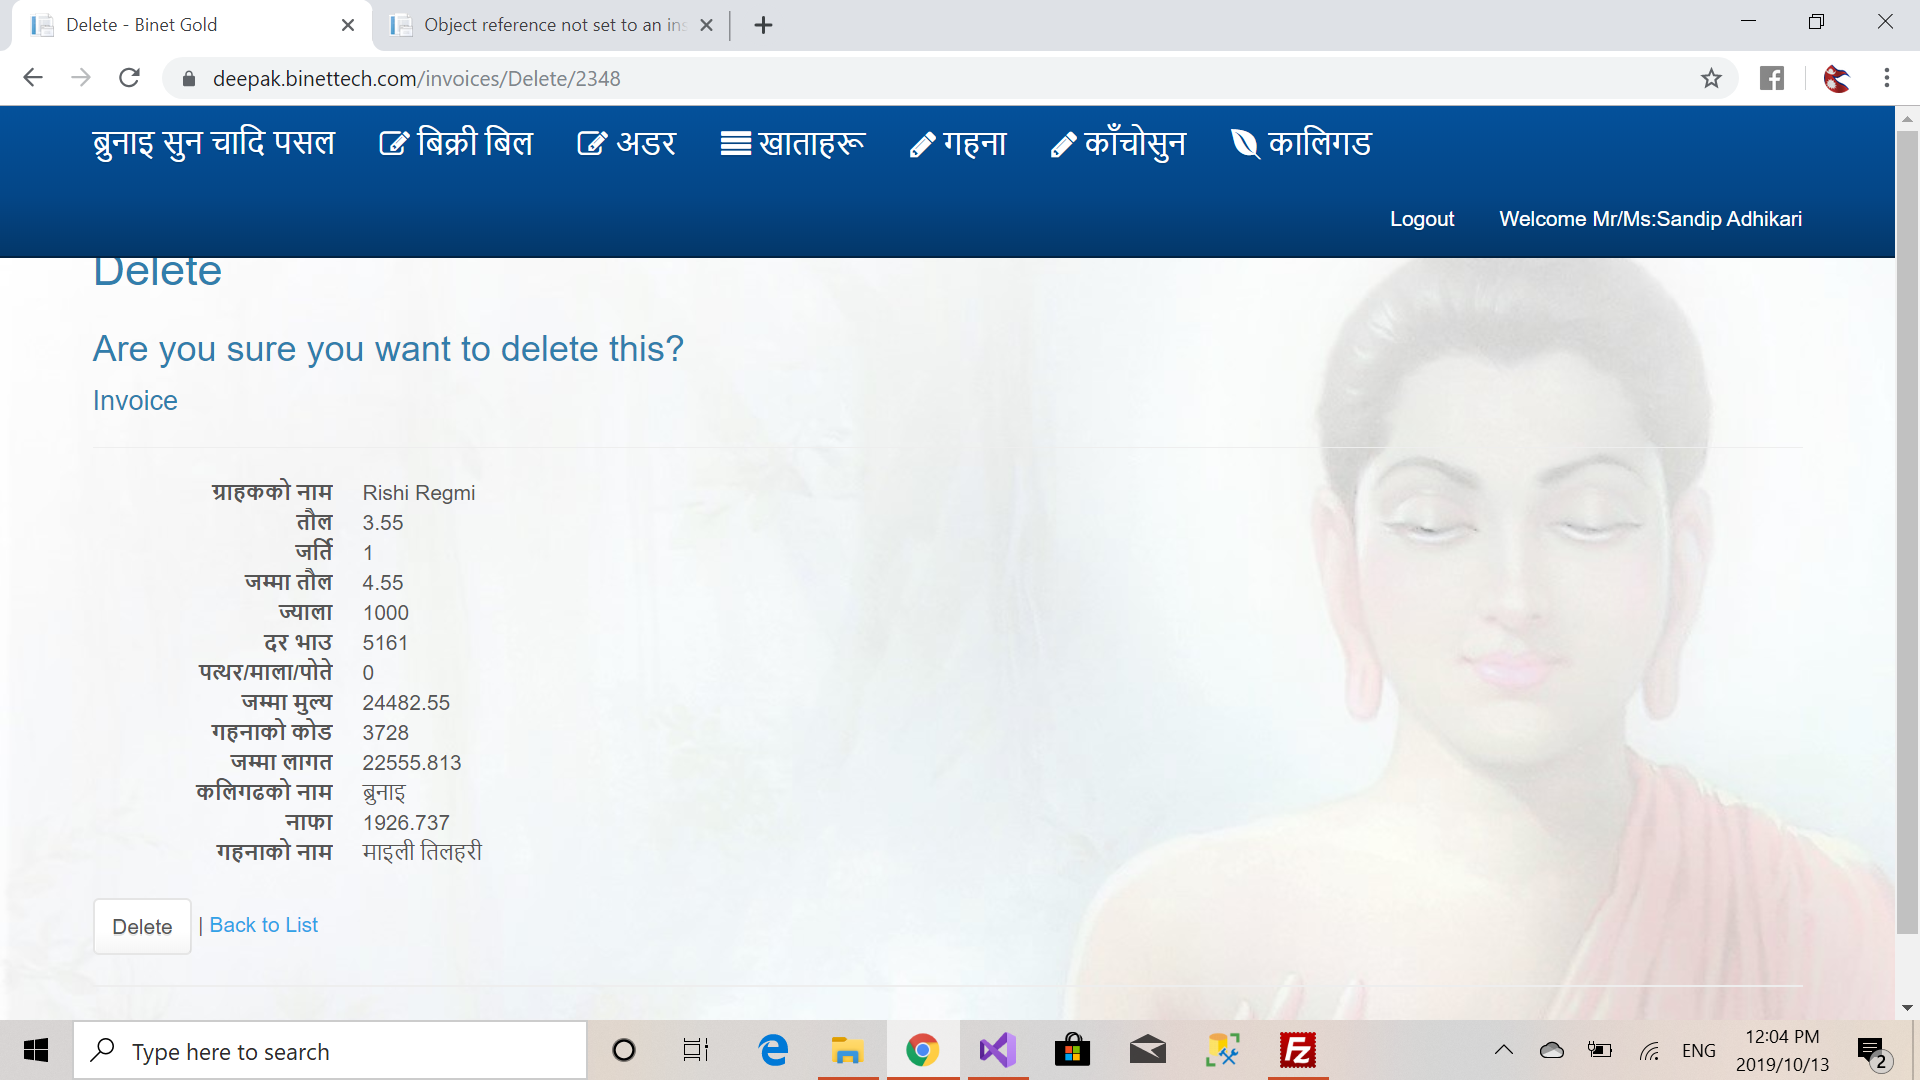 Delete - Binet Gold
Object reference not set to an ins
deepak.binettech.com/invoices/Delete/2348
ब्रुनाइ सुन चादि पसल बिक्री बिल अडर खाताहरू गहना काँचोसुन कालिगड
Logout Welcome Mr/Ms:Sandip Adhikari
Delete
Are you sure you want to delete this?
Invoice
ग्राहकको नाम Rishi Regmi
तौल 3.55
जर्ति 1
जम्मा तौल 4.55
ज्याला 1000
दर भाउ 5161
पत्थर/माला/पोते 0
जम्मा मुल्य 24482.55
गहनाको कोड 3728
जम्मा लागत 22555.813
कलिगढको नाम ब्रुनाइ
नाफा 1926.737
गहनाको नाम माइली तिलहरी
Delete | Back to List
Type here to search
ENG
12:04 PM
2019/10/13
2